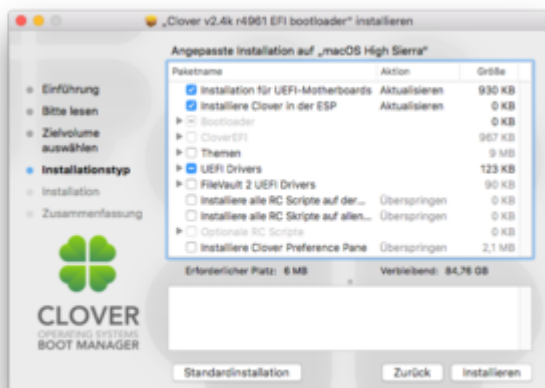 „Clover v2.4k r4961 EFI bootloader“ installieren
Angepasste Installation auf „macOS High Sierra“
Paketname Aktion Größe
Installation für UEFI-Motherboards Aktualisieren 930 KB
Installiere Clover in der ESP Aktualisieren 0 KB
Bootloader 0 KB
CloverEFI 967 KB
Themen 9 MB
UEFI Drivers 123 KB
FileVault 2 UEFI Drivers 90 KB
Installiere alle RC Scripte auf der... Überspringen 0 KB
Installiere alle RC Skripte auf allen... Überspringen 0 KB
Optionale RC Scripte 0 KB
Installiere Clover Preference Pane Überspringen 2,1 MB
Einführung
Bitte lesen
Zielvolume
auswählen
Installationstyp
Installation
Zusammenfassung
Erforderlicher Platz: 6 MB Verbleibend: 84,76 GB
CLOVER
OPERATING SYSTEMS
BOOT MANAGER
Standardinstallation Zurück Installieren